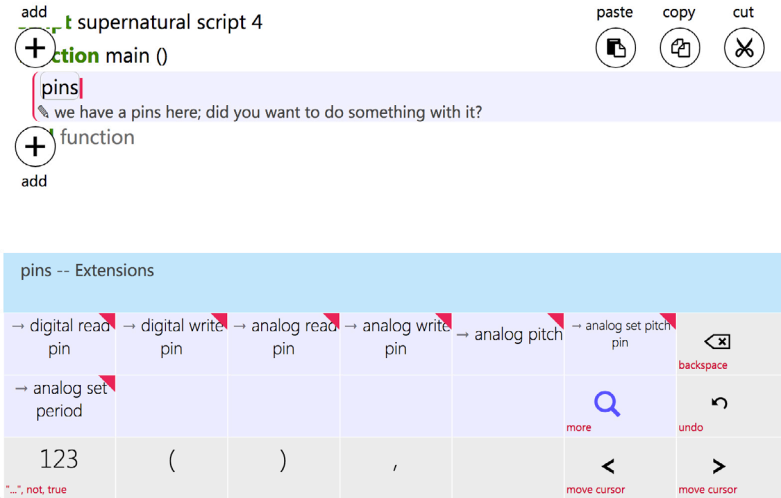 add
t supernatural script 4
paste copy cut
ction main ()
pins
we have a pins here; did you want to do something with it?
function
add
pins -- Extensions
→ digital read pin
→ digital write pin
→ analog read pin
→ analog write pin
→ analog pitch
→ analog set pitch pin
backspace
→ analog set period
more
undo
123
"...", not, true
(
)
,
<
move cursor
>
move cursor